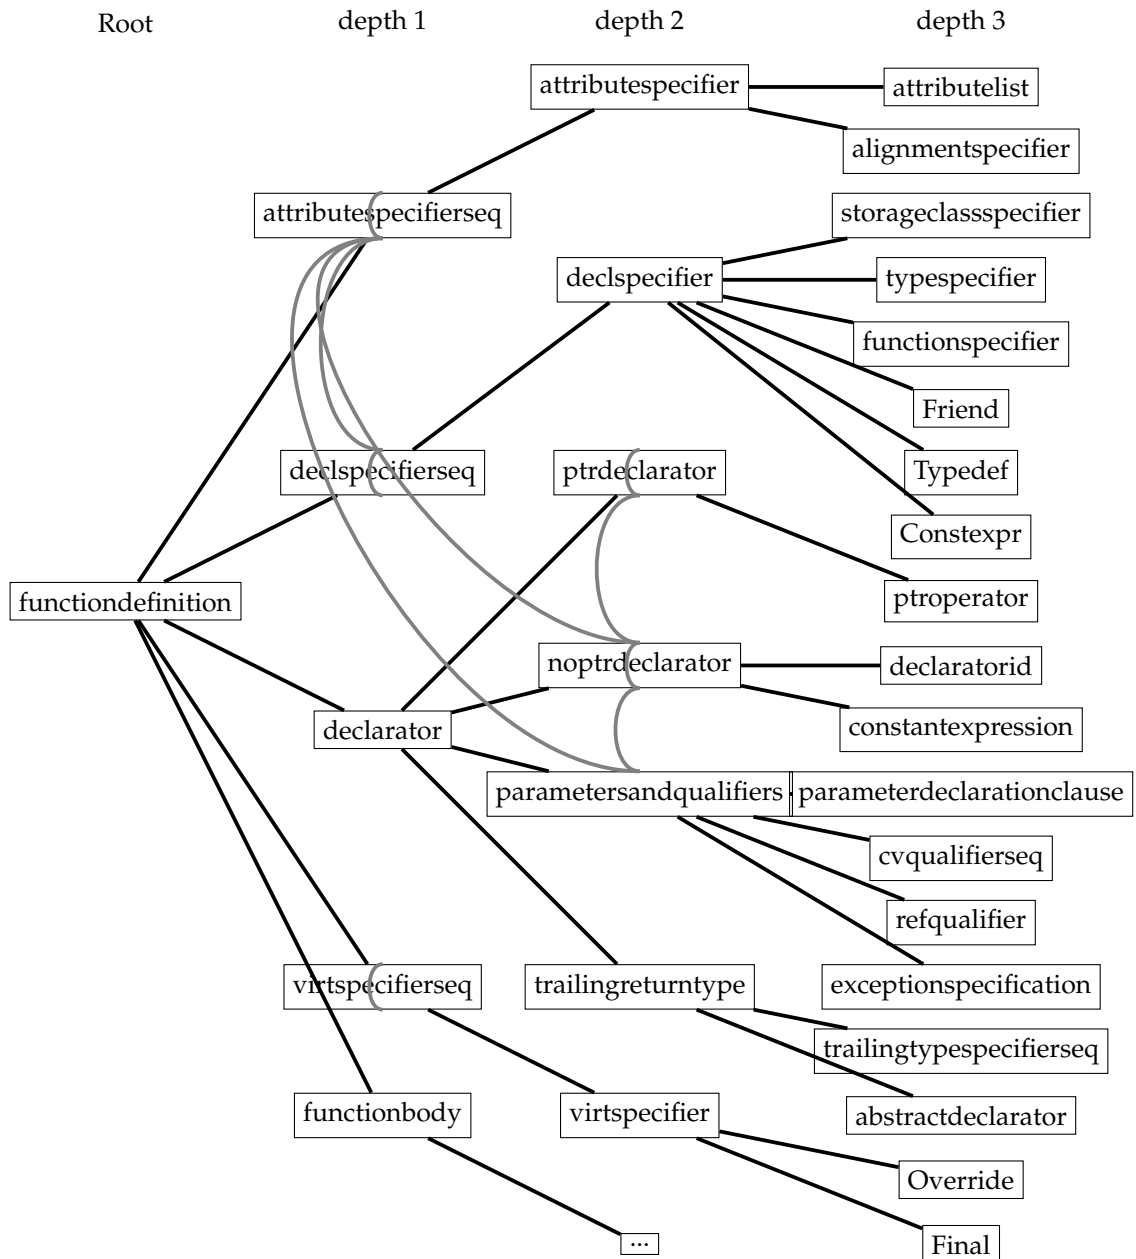 Root depth 1 depth 2 depth 3
attributespecifier attributelist
alignmentspecifier
attributespecifierseq storageclassspecifier
declspecifier typespecifier
functionspecifier
Friend
declspecifierseq ptrdeclarator Typedef
Constexpr
functiondefinition ptroperator
noptrdeclarator declaratorid
declarator constantexpression
parametersandqualifiers parameterdeclarationclause
cvqualifierseq
refqualifier
virtspecifierseq trailingreturntype exceptionspecification
trailingtypespecifierseq
functionbody virtspecifier abstractdeclarator
Override
... Final